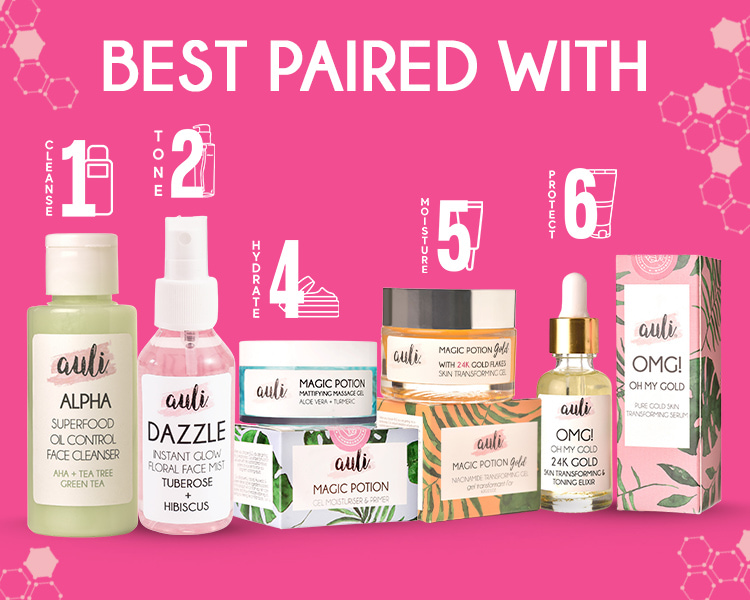 BEST PAIRED WITH
CLEANSE
1
TONE
2
HYDRATE
4
MOISTURE
5
PROTECT
6
auli.
ALPHA
SUPERFOOD
OIL CONTROL
FACE CLEANSER
AHA + TEA TREE
GREEN TEA
auli.
DAZZLE
INSTANT GLOW
FLORAL FACE MIST
TUBEROSE
+
HIBISCUS
auli.
MAGIC POTION
MATTIFYING MASSAGE GEL
ALOE VERA + TURMERIC
auli.
MAGIC POTION
GEL MOISTURISER & PRIMER
auli.
MAGIC POTION Gold
WITH 24K GOLD FLAKES
SKIN TRANSFORMING GEL
auli.
MAGIC POTION Gold
NIACINAMIDE TRANSFORMING GEL
auli.
OMG!
OH MY GOLD
24K GOLD
SKIN TRANSFORMING &
TONING ELIXIR
auli.
OMG!
OH MY GOLD
PURE GOLD SKIN
TRANSFORMING SERUM